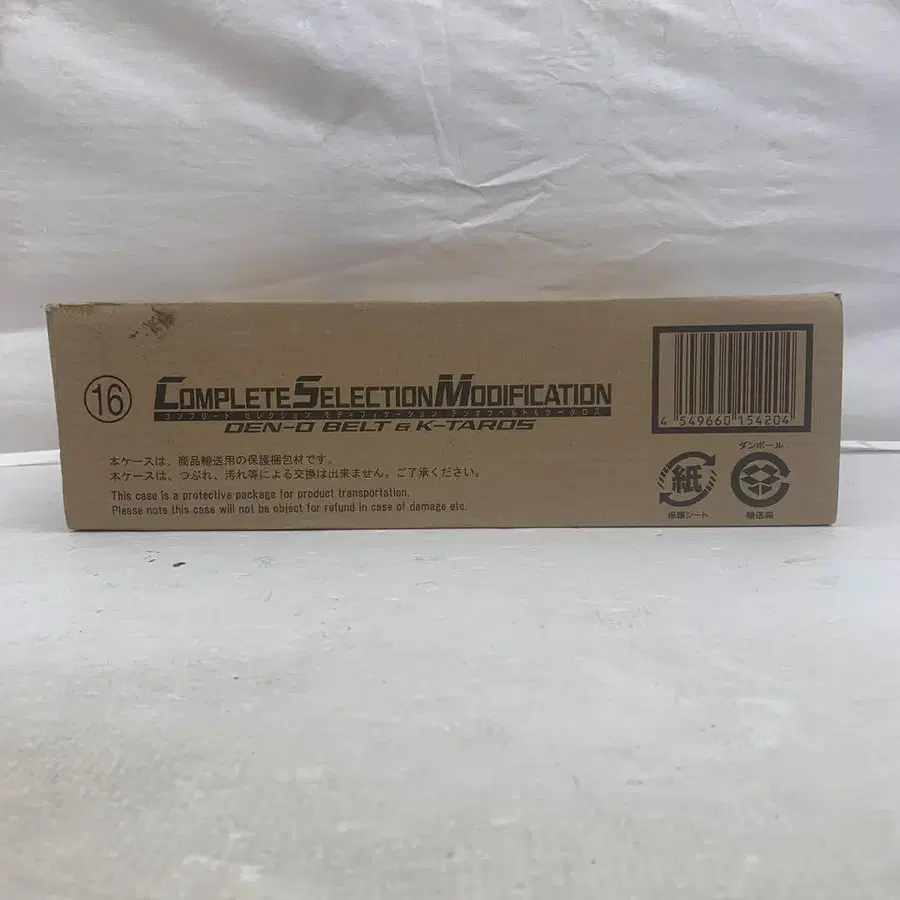 16
COMPLETE SELECTION MODIFICATION
コンプリート セレクション モディフィケーション デンオウベルト&ケータロス
DEN-O BELT & K-TAROS
本ケースは、商品輸送用の保護梱包材です。
本ケースは、つぶれ、汚れ等による交換は出来ません。ご了承ください。
This case is a protective package for product transportation.
Please note this case will not be object for refund in case of damage etc.
4 549660 154204
ダンボール
紙
保護シート
輸送箱